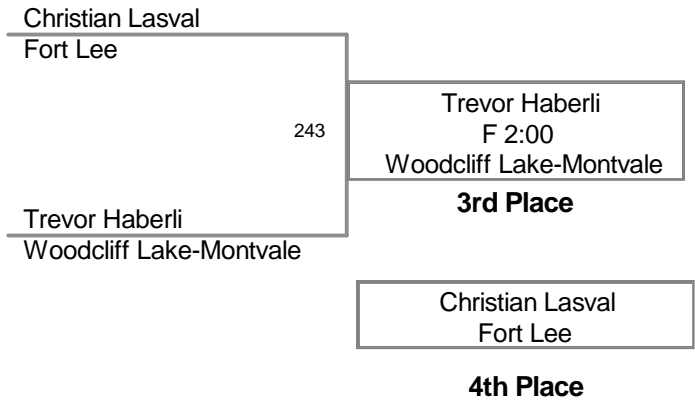 Christian Lasval
Fort Lee
243
Trevor Haberli
F 2:00
Woodcliff Lake-Montvale
3rd Place
Trevor Haberli
Woodcliff Lake-Montvale
Christian Lasval
Fort Lee
4th Place